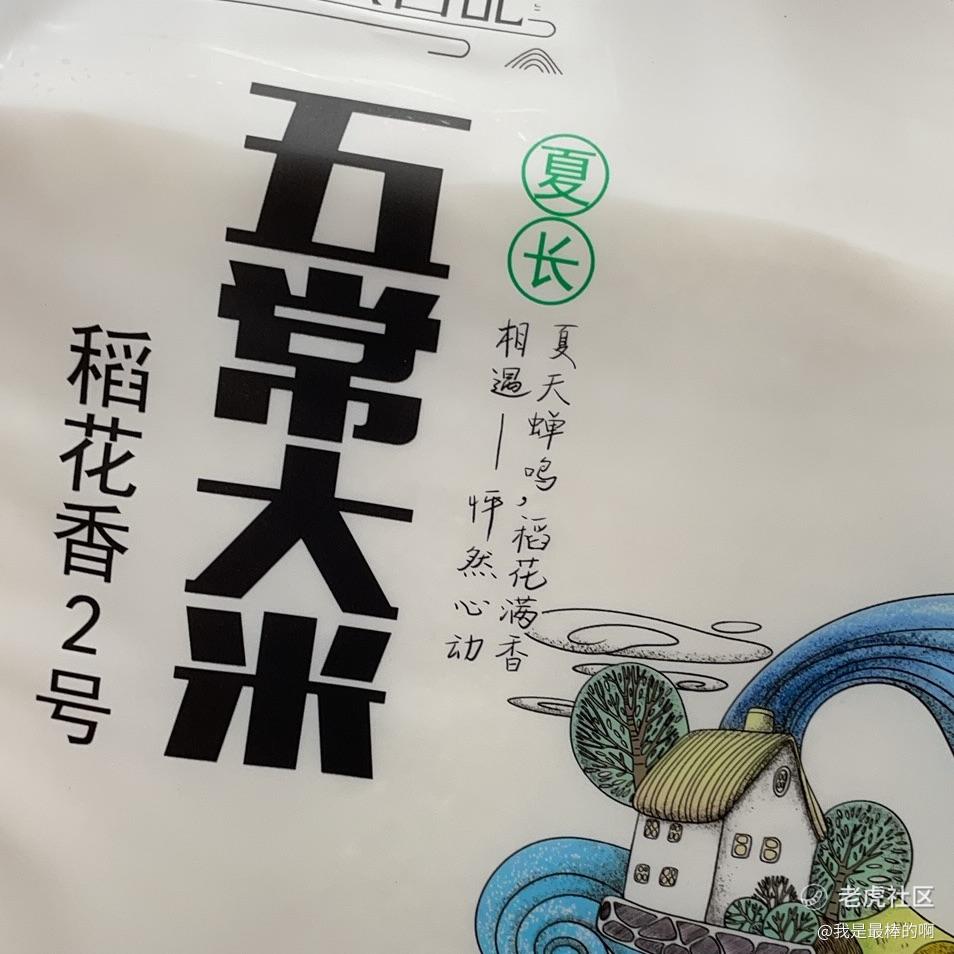 夏长
夏天蝉鸣，稻花满香
相遇—怦然心动
五常大米
稻花香2号
老虎社区
@我是最棒的啊